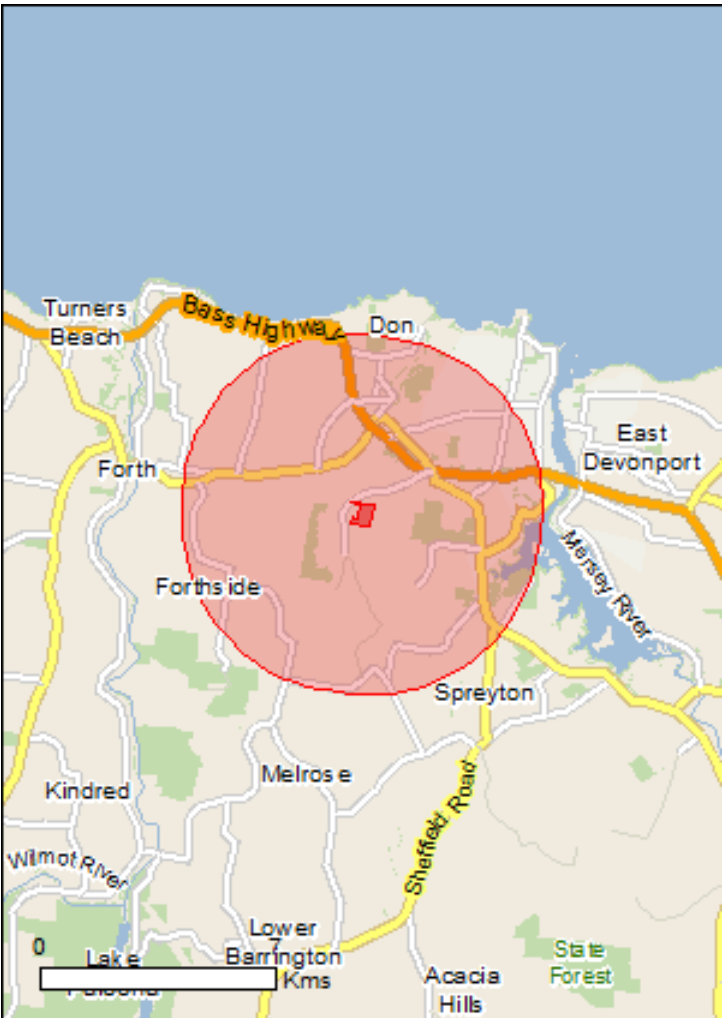 Turners
Beach
Bass Highway
Don
East
Devonport
Forth
Mersey River
Forthside
Spreyton
Melrose
Kindred
Sheffield Road
Wilmot River
Lower
Barrington
State
Forest
0
7
Lake
Kms
Acacia
Hills